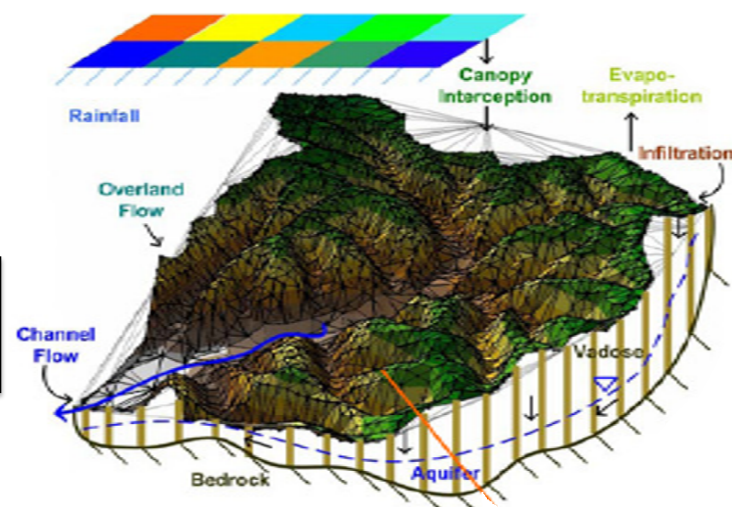 Canopy
Interception
Evapo-
transpiration
Rainfall
Infiltration
Overland
Flow
Channel
Flow
Vadose
Aquifer
Bedrock